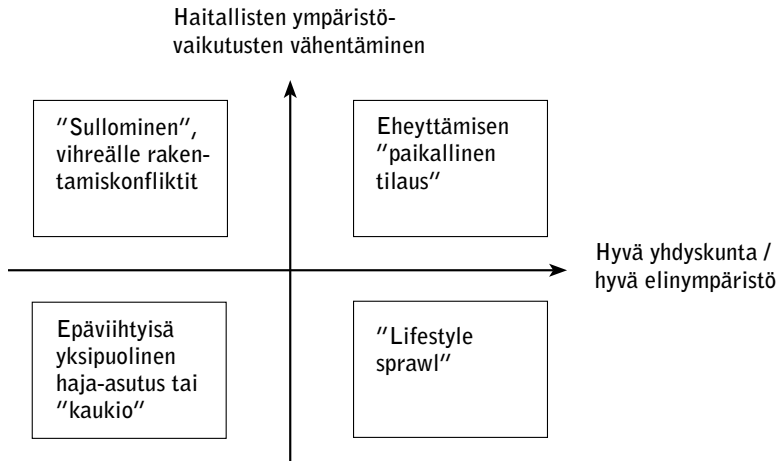 Haitallisten ympäristö-
vaikutusten vähentäminen
"Sullominen",
vihreälle raken-
tamiskonfliktit
Eheyttämisen
"paikallinen
tilaus"
Hyvä yhdyskunta /
hyvä elinympäristö
Epäviihtyisä
yksipuolinen
haja-asutus tai
"kaukio"
"Lifestyle
sprawl"